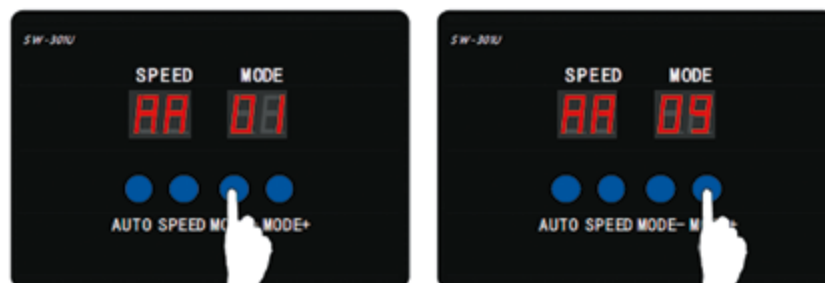 SW-301U
SPEED MODE
AA 01
AUTO SPEED MODE+
SW-301U
SPEED MODE
AA 09
AUTO SPEED MODE-